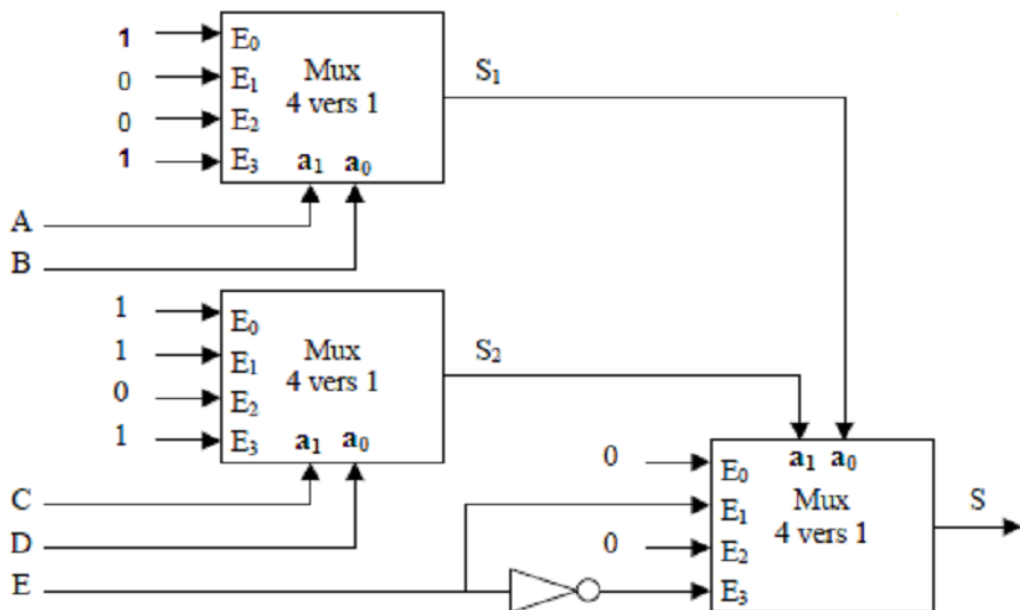 1 E₀
0 E₁
0 E₂
1 E₃
Mux
4 vers 1
a₁ a₀
S₁
A
B
1 E₀
1 E₁
0 E₂
1 E₃
Mux
4 vers 1
a₁ a₀
S₂
C
D
E
0 E₀
E₁
0 E₂
E₃
a₁ a₀
Mux
4 vers 1
S